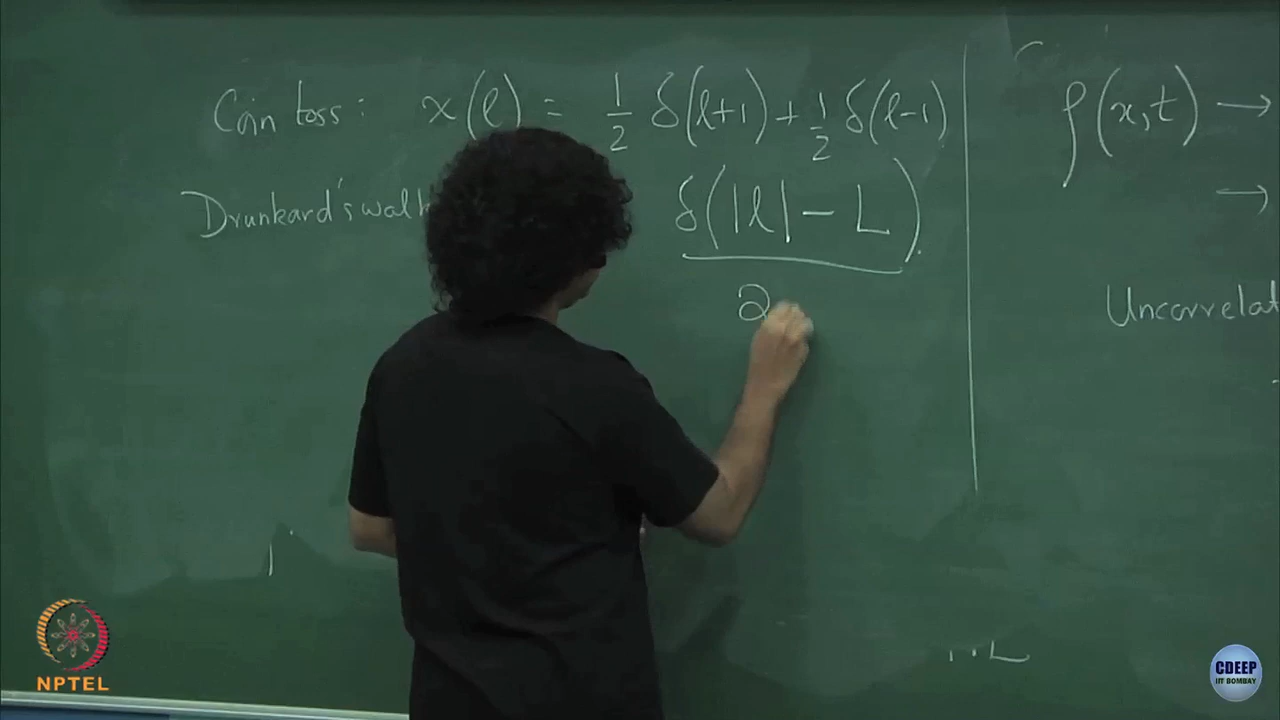 Coin toss: x(l) = 1/2 δ(l+1) + 1/2 δ(l-1)
Drunkard's walk
δ(|l| - L)
2
ρ(x,t) →
→
Uncorrelat
L
NPTEL
CDEEP
IIT BOMBAY